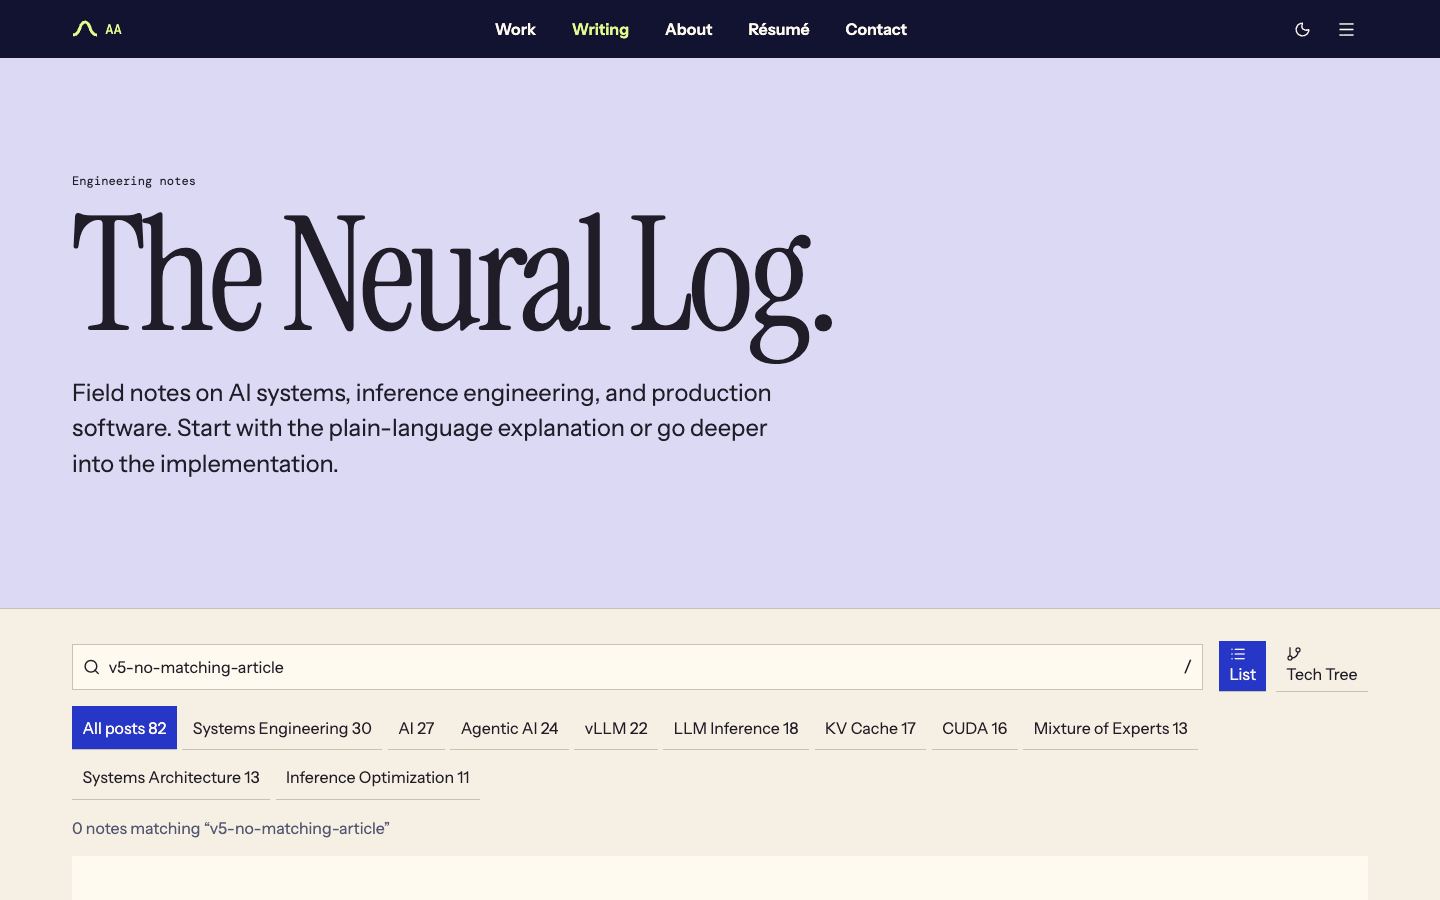 AA
Work Writing About Résumé Contact
Engineering notes
The Neural Log.
Field notes on AI systems, inference engineering, and production
software. Start with the plain-language explanation or go deeper
into the implementation.
v5-no-matching-article /
List
Tech Tree
All posts 82 Systems Engineering 30 AI 27 Agentic AI 24 vLLM 22 LLM Inference 18 KV Cache 17 CUDA 16 Mixture of Experts 13
Systems Architecture 13 Inference Optimization 11
0 notes matching “v5-no-matching-article”